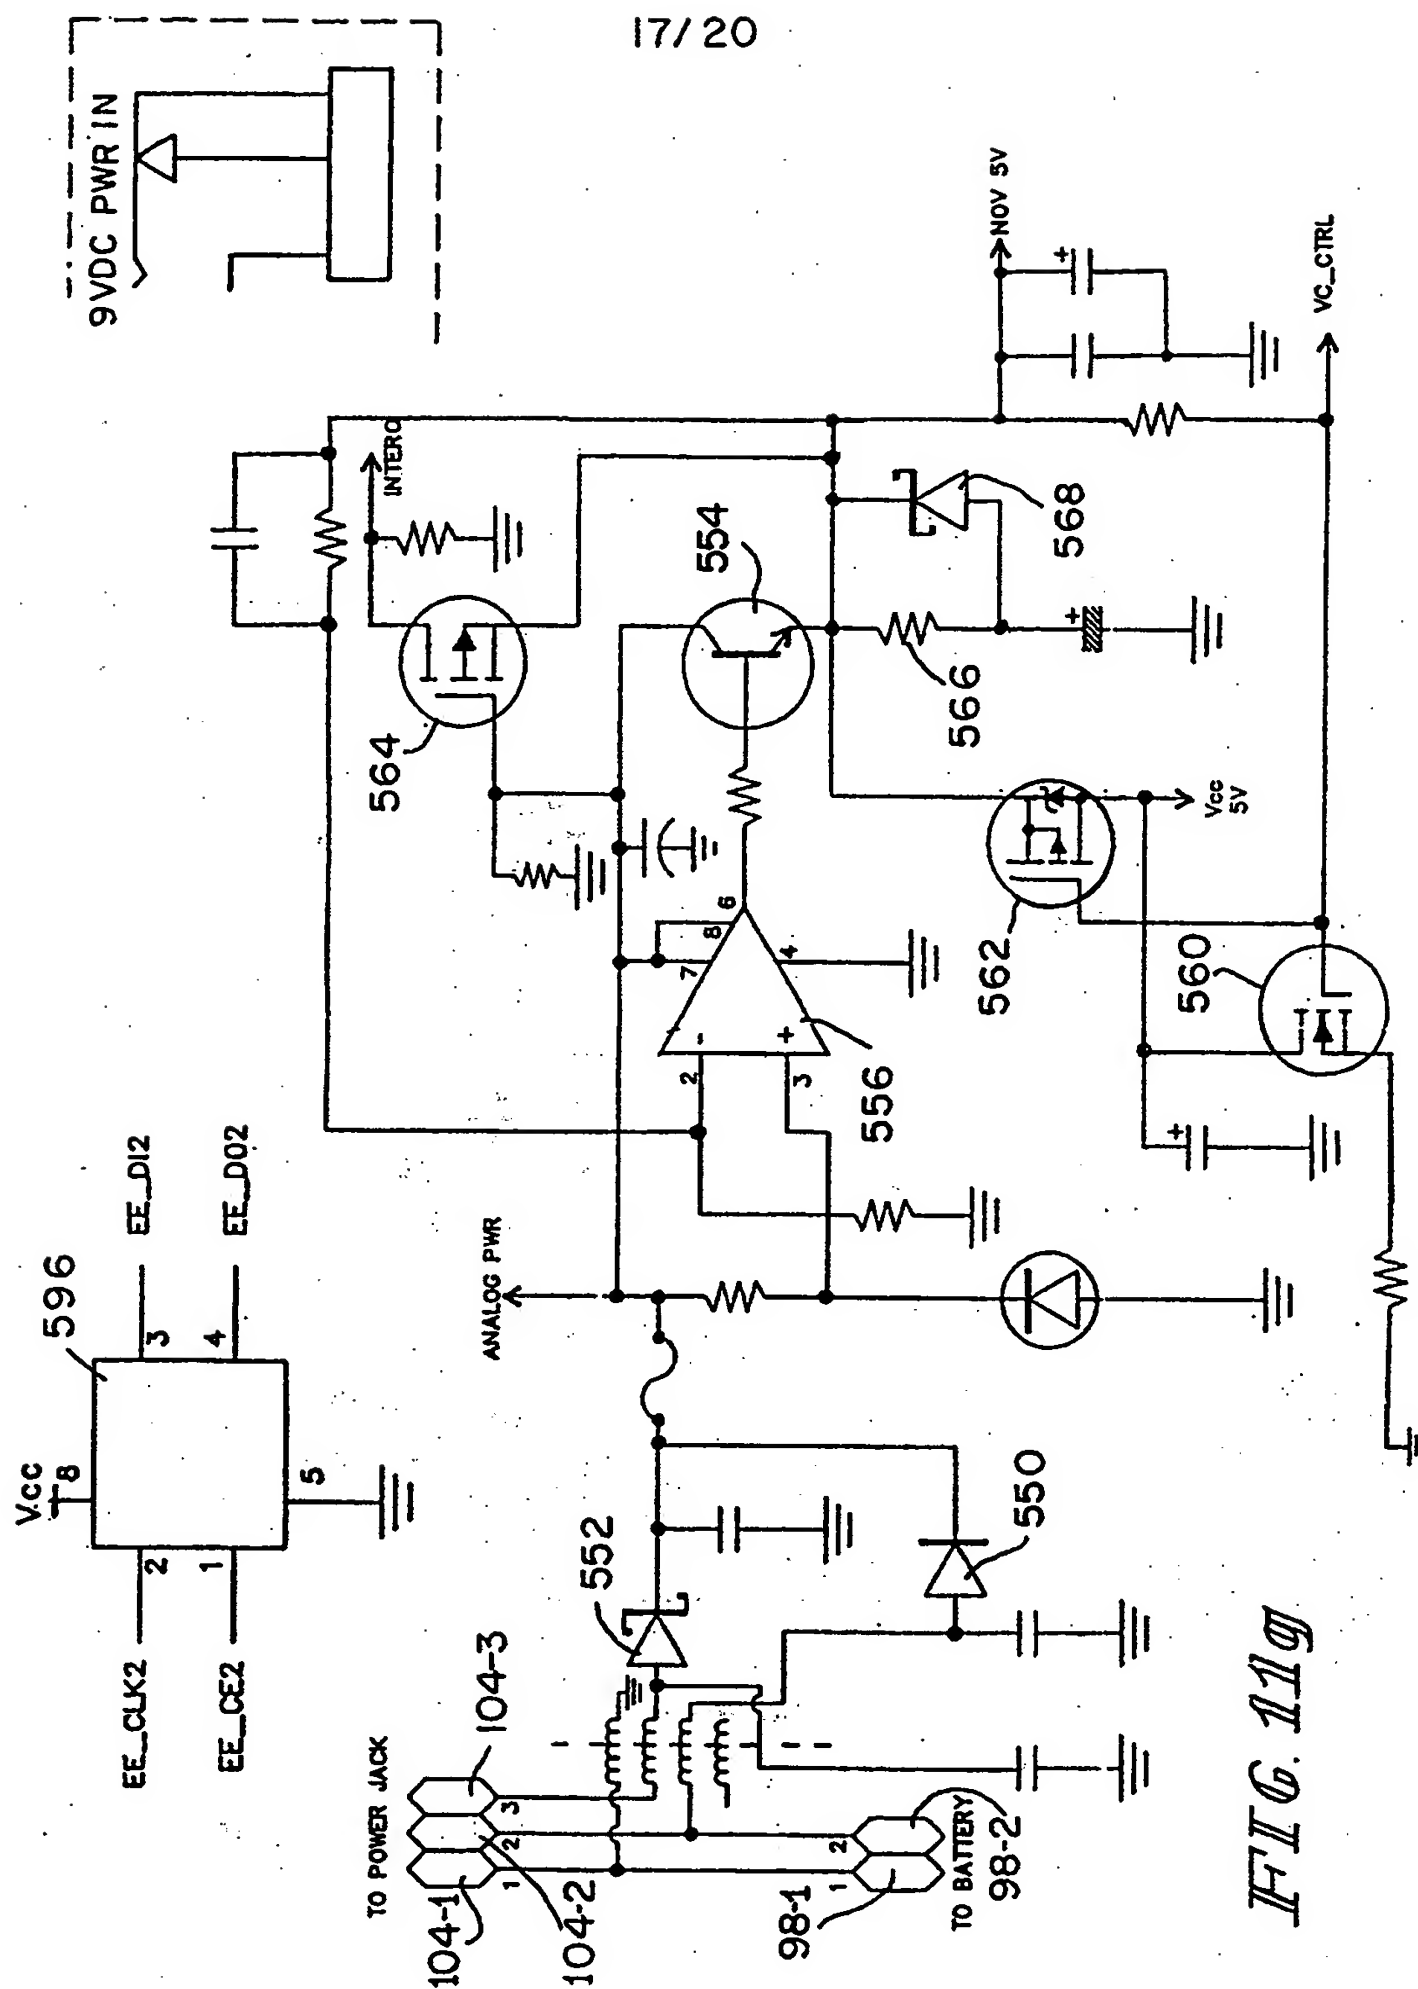 17/20
9VDC PWR IN
596
Vcc
8
EE_CLK2
2
EE_CE2
1
3
EE_DI2
4
EE_DO2
5
TO POWER JACK
104-1
104-2
104-3
1
2
3
98-1
98-2
1
2
TO BATTERY
552
550
ANALOG PWR
2
3
-
+
7
8
6
4
556
564
INTERO
554
566
568
562
560
Vcc
5V
+
+
+
NOV 5V
VC_CTRL
FIG. 11g